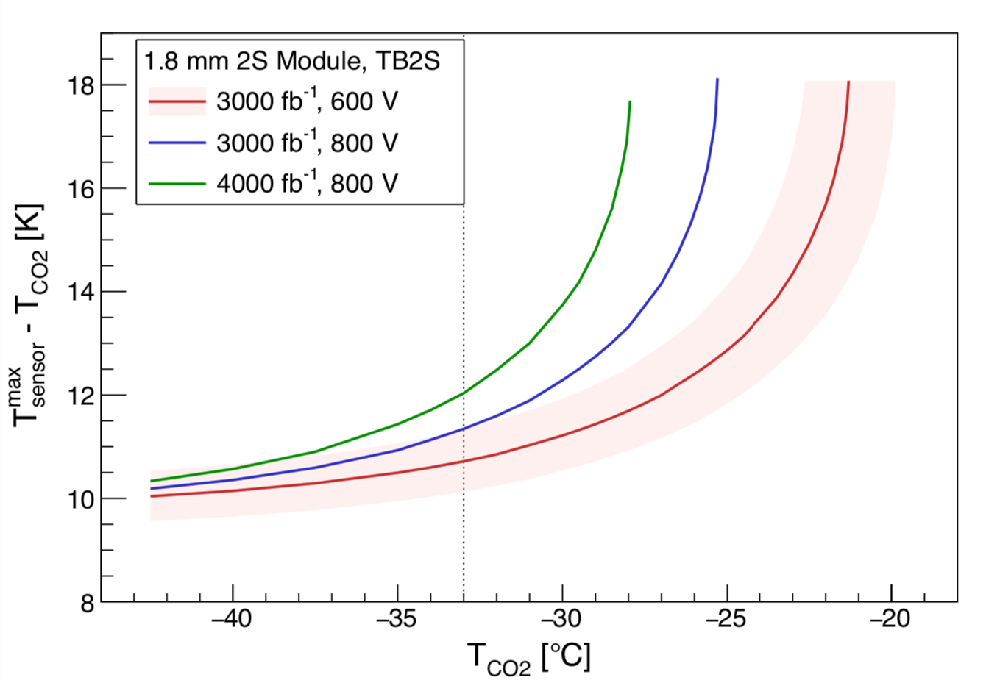 1.8 mm 2S Module, TB2S
3000 fb-1, 600 V
3000 fb-1, 800 V
4000 fb-1, 800 V
18
16
14
12
10
8
Tmaxsensor - TCO2 [K]
–40 –35 –30 –25 –20
TCO2 [°C]